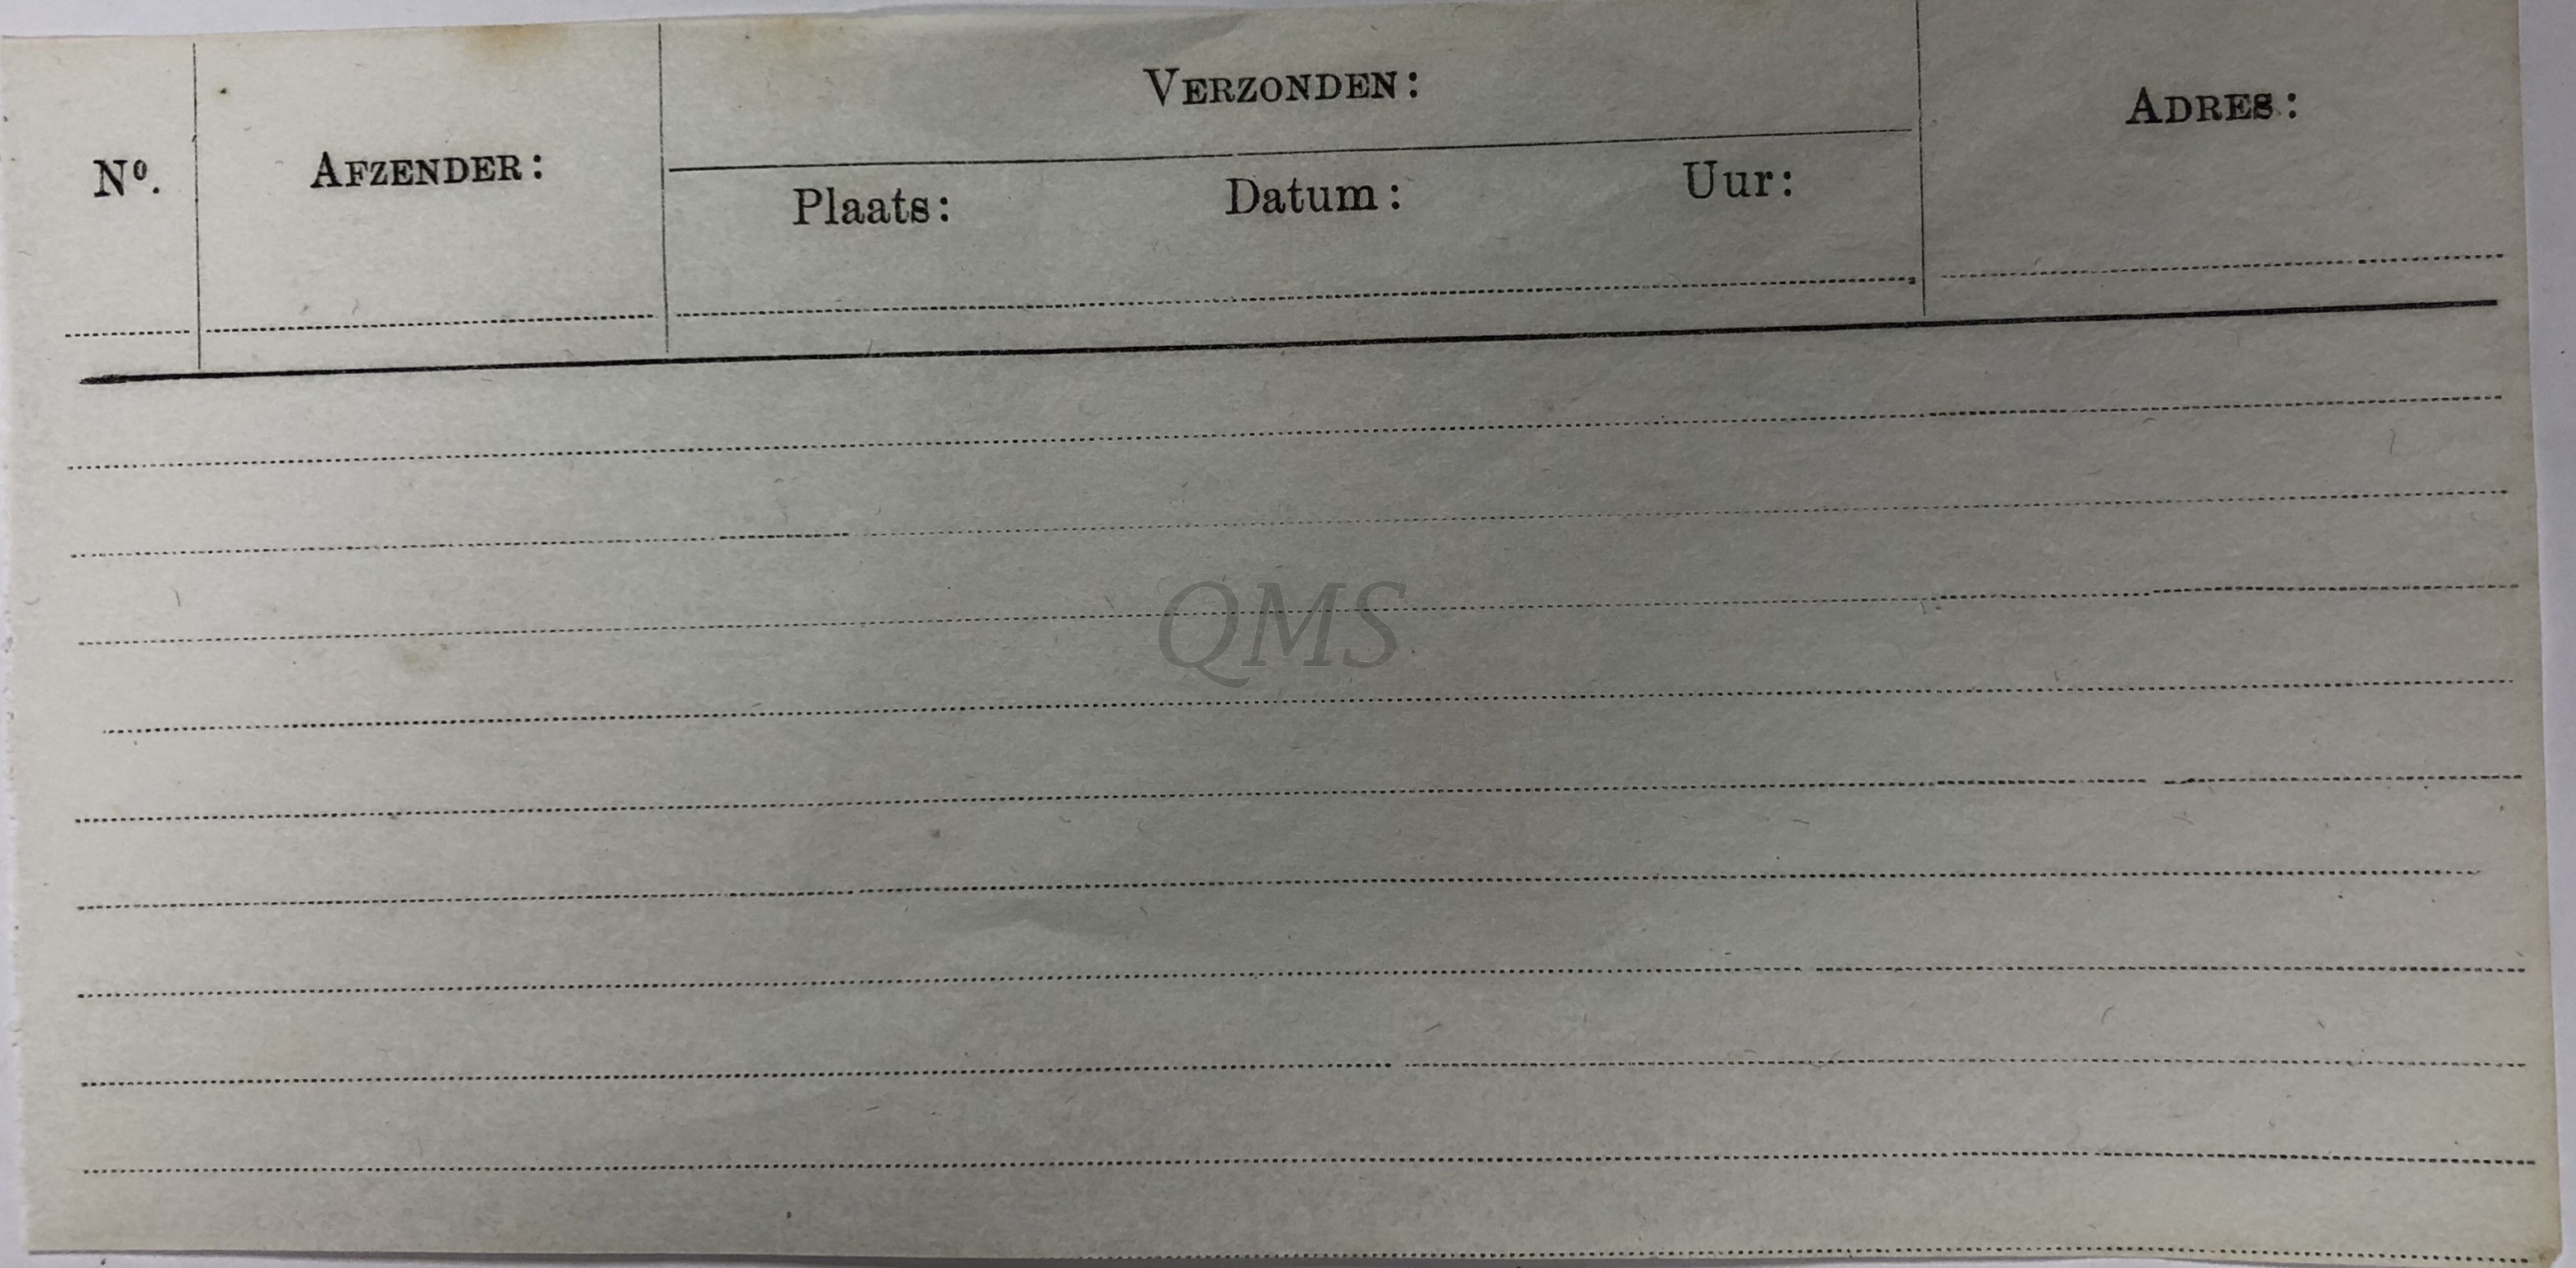 Nº.
AFZENDER:
VERZONDEN:
Plaats:
Datum:
Uur:
ADRES:
QMS